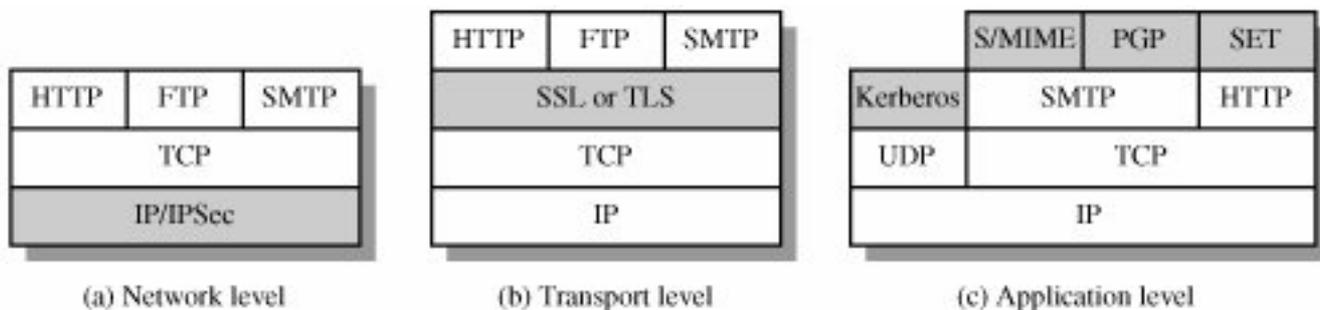 S/MIME PGP SET
HTTP FTP SMTP
HTTP FTP SMTP
SSL or TLS
Kerberos SMTP HTTP
TCP
TCP
UDP TCP
IP/IPSec
IP
IP
(a) Network level
(b) Transport level
(c) Application level